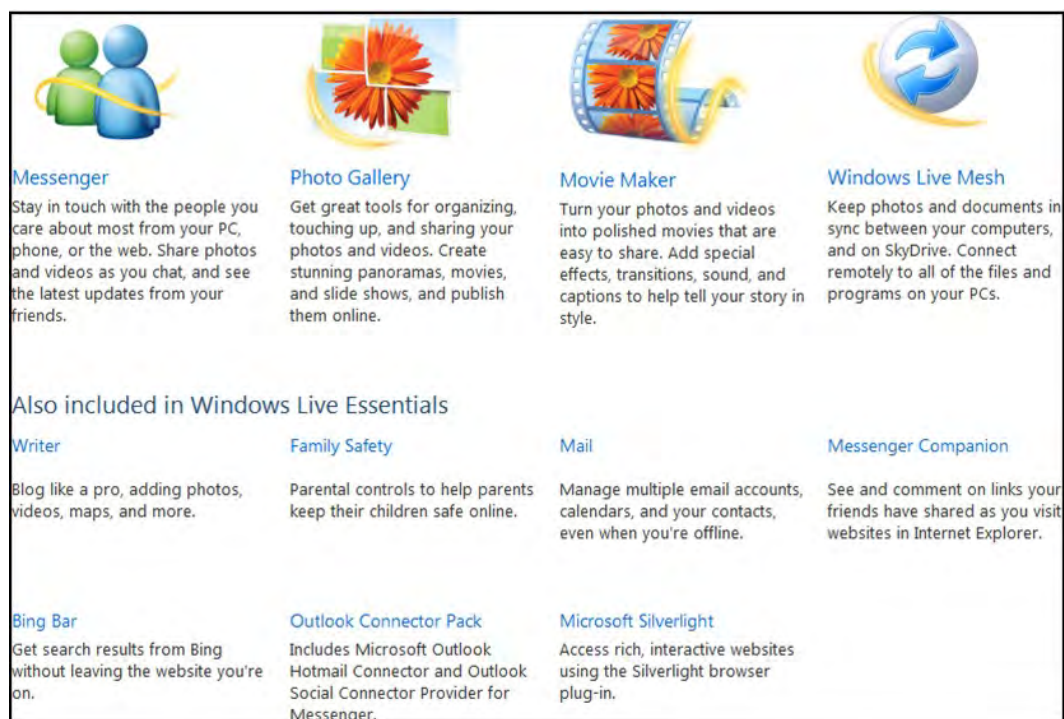 Messenger
Stay in touch with the people you
care about most from your PC,
phone, or the web. Share photos
and videos as you chat, and see
the latest updates from your
friends.
Photo Gallery
Get great tools for organizing,
touching up, and sharing your
photos and videos. Create
stunning panoramas, movies,
and slide shows, and publish
them online.
Movie Maker
Turn your photos and videos
into polished movies that are
easy to share. Add special
effects, transitions, sound, and
captions to help tell your story in
style.
Windows Live Mesh
Keep photos and documents in
sync between your computers,
and on SkyDrive. Connect
remotely to all of the files and
programs on your PCs.
Also included in Windows Live Essentials
Writer
Blog like a pro, adding photos,
videos, maps, and more.
Family Safety
Parental controls to help parents
keep their children safe online.
Mail
Manage multiple email accounts,
calendars, and your contacts,
even when you're offline.
Messenger Companion
See and comment on links your
friends have shared as you visit
websites in Internet Explorer.
Bing Bar
Get search results from Bing
without leaving the website you're
on.
Outlook Connector Pack
Includes Microsoft Outlook
Hotmail Connector and Outlook
Social Connector Provider for
Messenger.
Microsoft Silverlight
Access rich, interactive websites
using the Silverlight browser
plug-in.